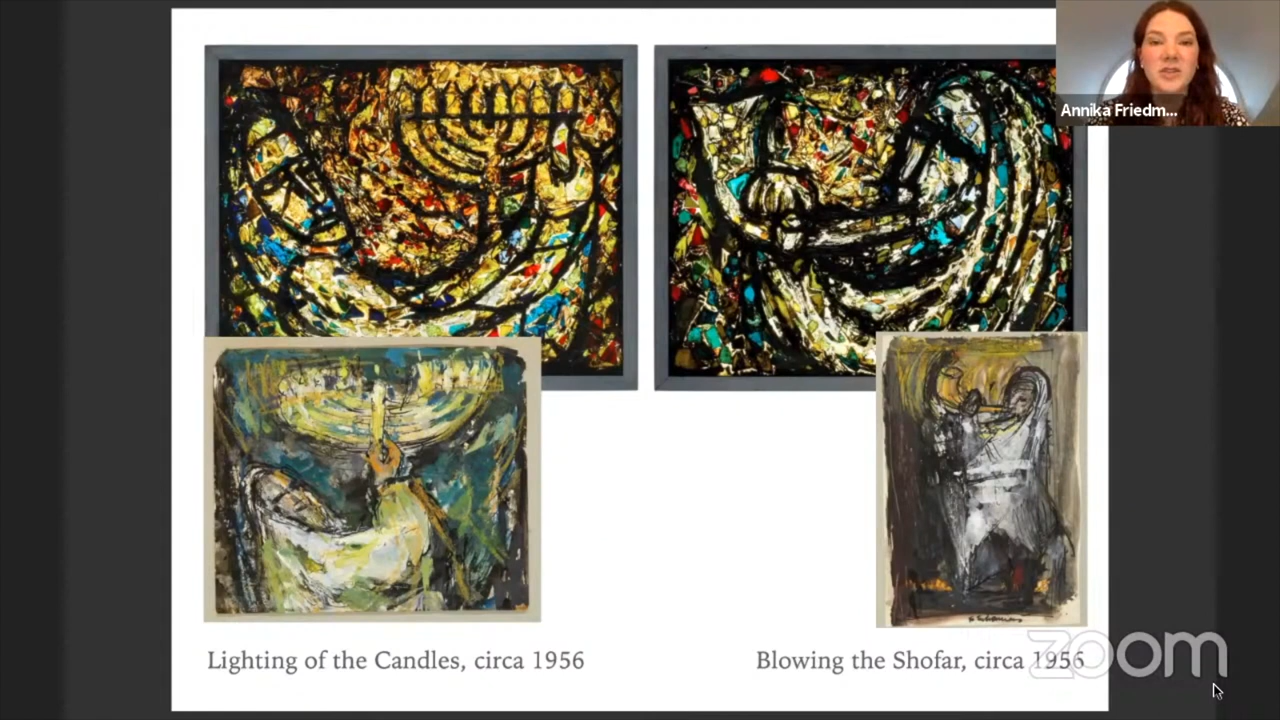 Annika Friedm...
Lighting of the Candles, circa 1956
Blowing the Shofar, circa 1956
zoom